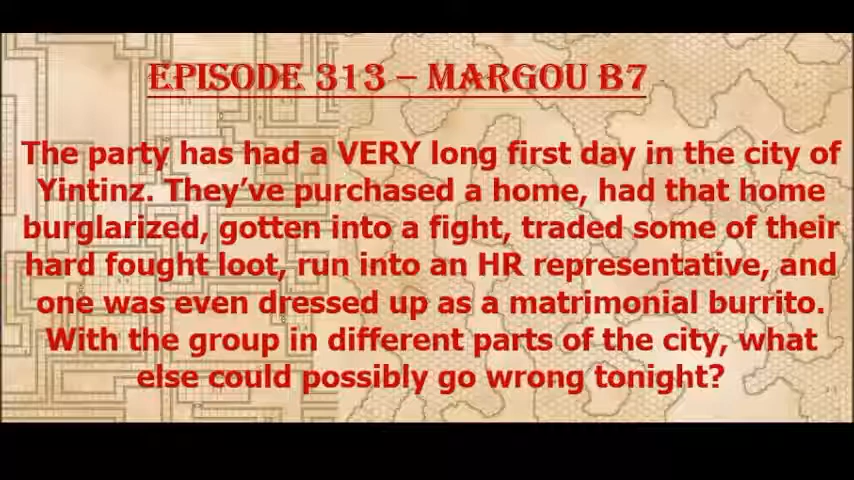 EPISODE 313 – MARGOU B7
The party has had a VERY long first day in the city of
Yintinz. They’ve purchased a home, had that home
burglarized, gotten into a fight, traded some of their
hard fought loot, run into an HR representative, and
one was even dressed up as a matrimonial burrito.
With the group in different parts of the city, what
else could possibly go wrong tonight?